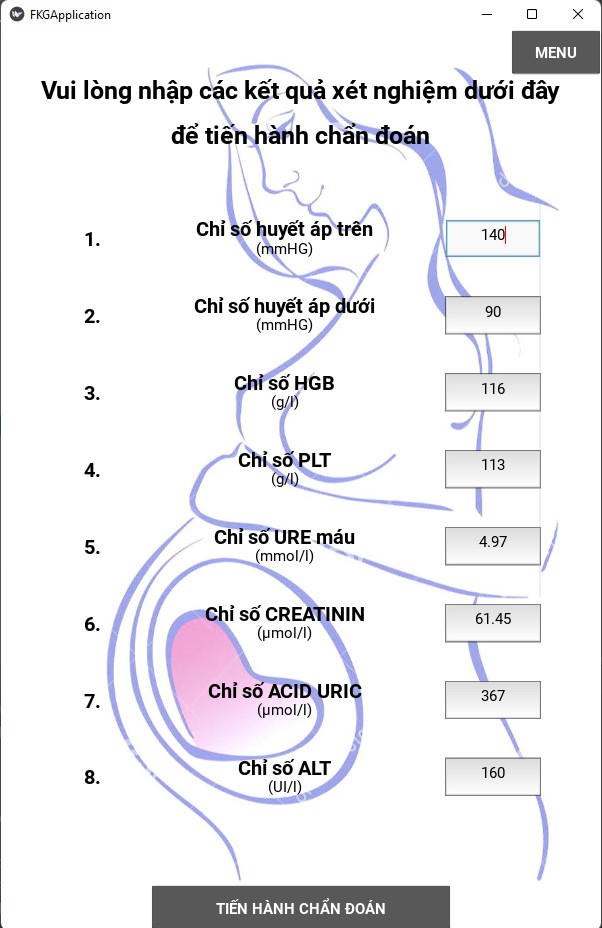 FKGApplication
MENU
Vui lòng nhập các kết quả xét nghiệm dưới đây
để tiến hành chẩn đoán
1. Chỉ số huyết áp trên 140
(mmHG)
2. Chỉ số huyết áp dưới 90
(mmHG)
3. Chỉ số HGB 116
(g/l)
4. Chỉ số PLT 113
(g/l)
5. Chỉ số URE máu 4.97
(mmol/l)
6. Chỉ số CREATININ 61.45
(µmol/l)
7. Chỉ số ACID URIC 367
(µmol/l)
8. Chỉ số ALT 160
(UI/l)
TIẾN HÀNH CHẨN ĐOÁN